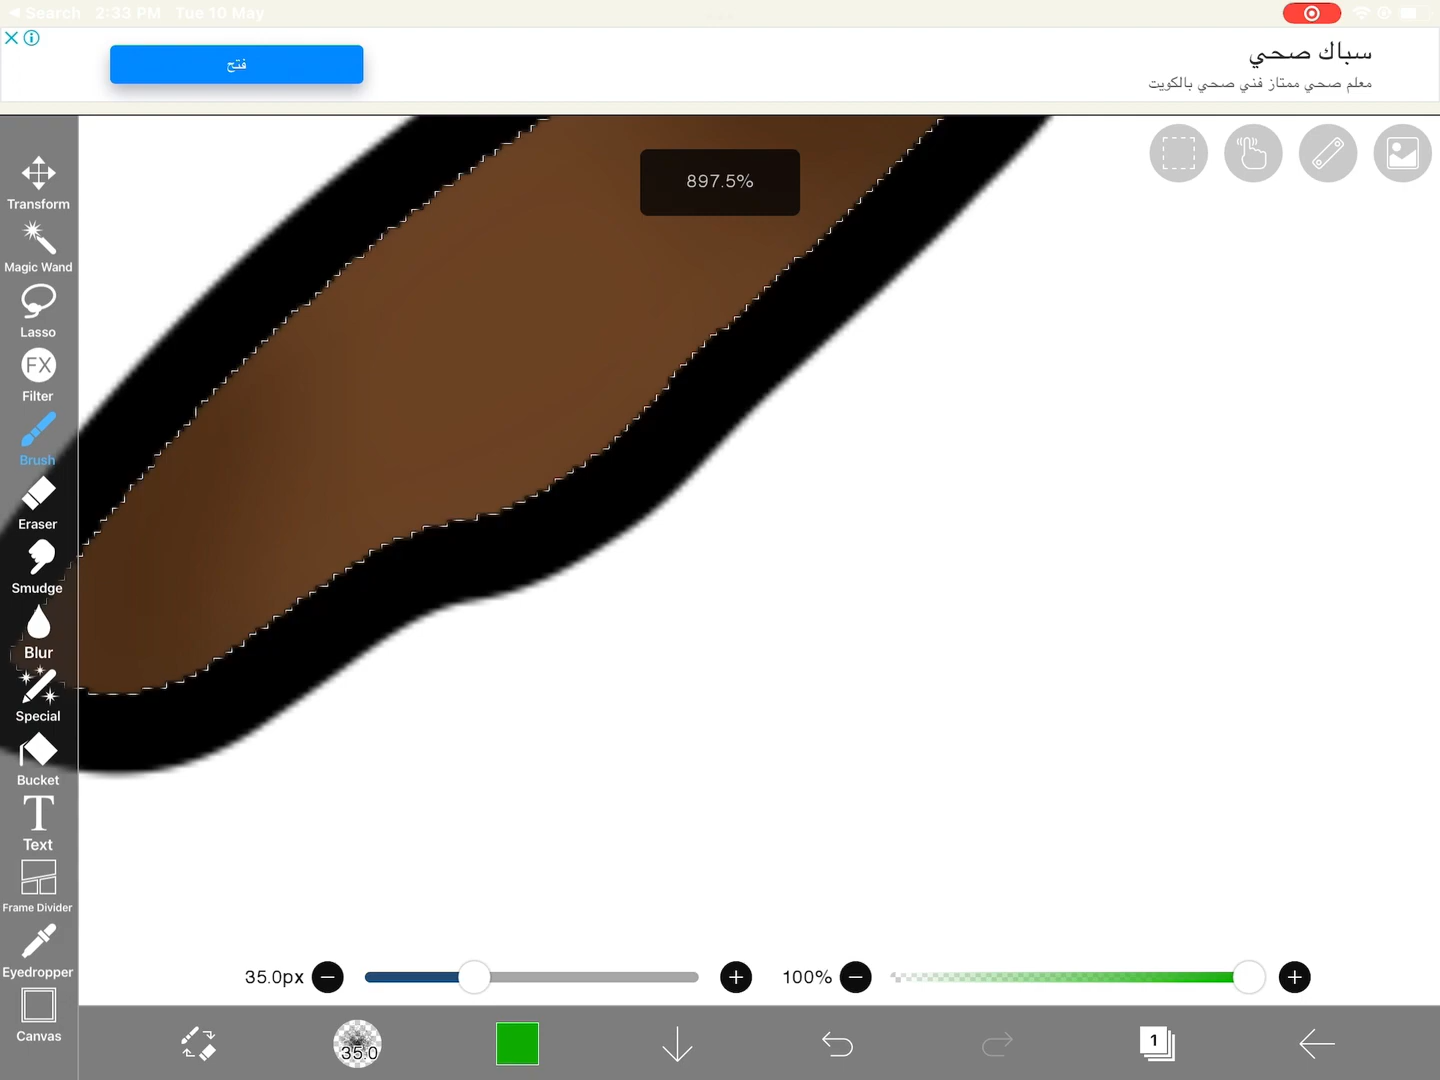 Search 2:33 PM Tue 10 May
سباك صحي
معلم صحي ممتاز فني صحي بالكويت
فتح
897.5%
Transform
Magic Wand
Lasso
FX
Filter
Brush
Eraser
Smudge
Blur
Special
Bucket
T
Text
Frame Divider
Eyedropper
Canvas
35.0px
100%
35.0
1